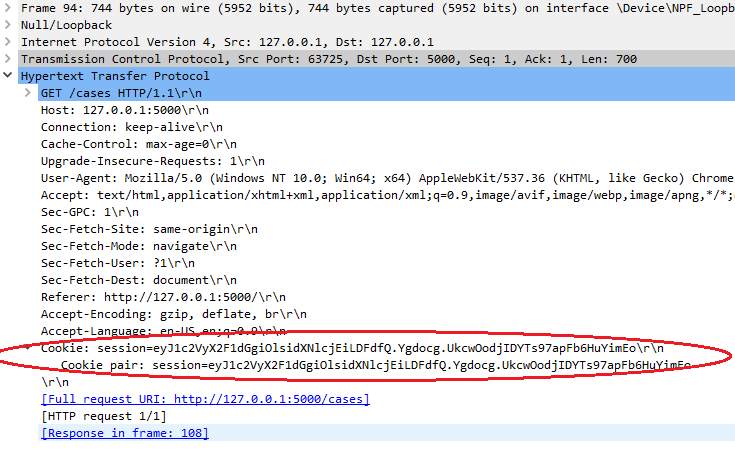 Frame 94: 744 bytes on wire (5952 bits), 744 bytes captured (5952 bits) on interface \Device\NPF_Loopb
Null/Loopback
Internet Protocol Version 4, Src: 127.0.0.1, Dst: 127.0.0.1
Transmission Control Protocol, Src Port: 63725, Dst Port: 5000, Seq: 1, Ack: 1, Len: 700
Hypertext Transfer Protocol
GET /cases HTTP/1.1\r\n
Host: 127.0.0.1:5000\r\n
Connection: keep-alive\r\n
Cache-Control: max-age=0\r\n
Upgrade-Insecure-Requests: 1\r\n
User-Agent: Mozilla/5.0 (Windows NT 10.0; Win64; x64) AppleWebKit/537.36 (KHTML, like Gecko) Chrome/
Accept: text/html,application/xhtml+xml,application/xml;q=0.9,image/avif,image/webp,image/apng,*/*;
Sec-GPC: 1\r\n
Sec-Fetch-Site: same-origin\r\n
Sec-Fetch-Mode: navigate\r\n
Sec-Fetch-User: ?1\r\n
Sec-Fetch-Dest: document\r\n
Referer: http://127.0.0.1:5000/\r\n
Accept-Encoding: gzip, deflate, br\r\n
Accept-Language: en-US,en;q=0.9\r\n
Cookie: session=eyJ1c2VyX2F1dGgiOlsidXNlcjEiLDFdfQ.Ygdocg.UkcwOodjIDYTs97apFb6HuYimEo\r\n
Cookie pair: session=eyJ1c2VyX2F1dGgiOlsidXNlcjEiLDFdfQ.Ygdocg.UkcwOodjIDYTs97apFb6HuYimEo
\r\n
[Full request URI: http://127.0.0.1:5000/cases]
[HTTP request 1/1]
[Response in frame: 108]